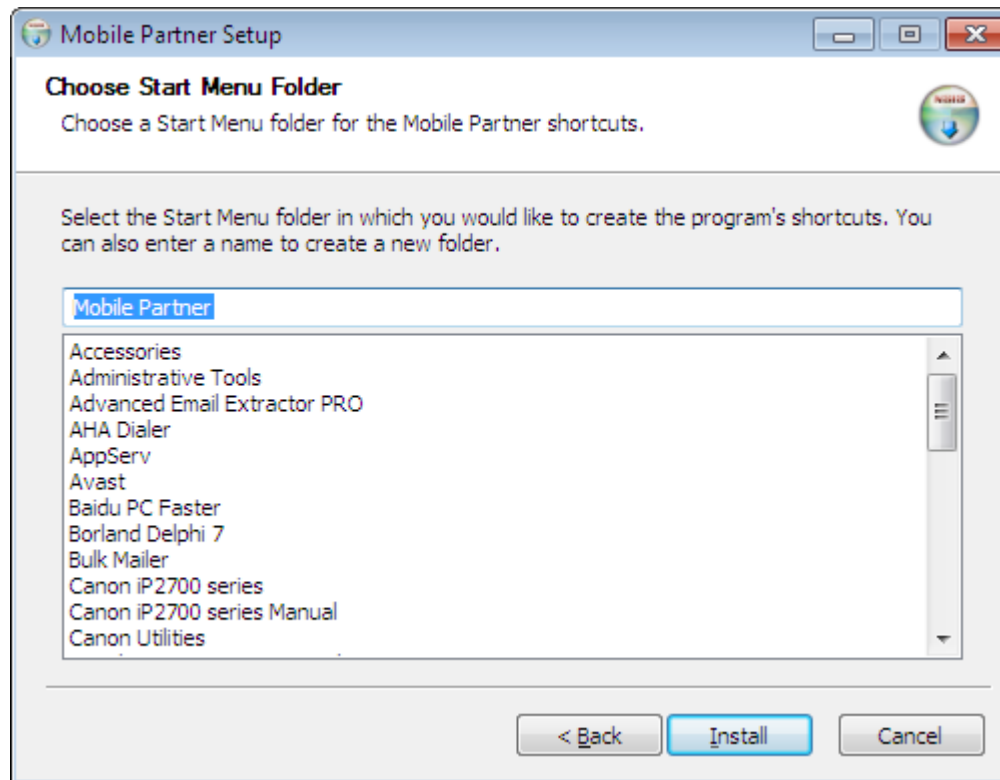 Mobile Partner Setup
Choose Start Menu Folder
Choose a Start Menu folder for the Mobile Partner shortcuts.
Select the Start Menu folder in which you would like to create the program's shortcuts. You
can also enter a name to create a new folder.
Mobile Partner
Accessories
Administrative Tools
Advanced Email Extractor PRO
AHA Dialer
AppServ
Avast
Baidu PC Faster
Borland Delphi 7
Bulk Mailer
Canon iP2700 series
Canon iP2700 series Manual
Canon Utilities
< Back
Install
Cancel